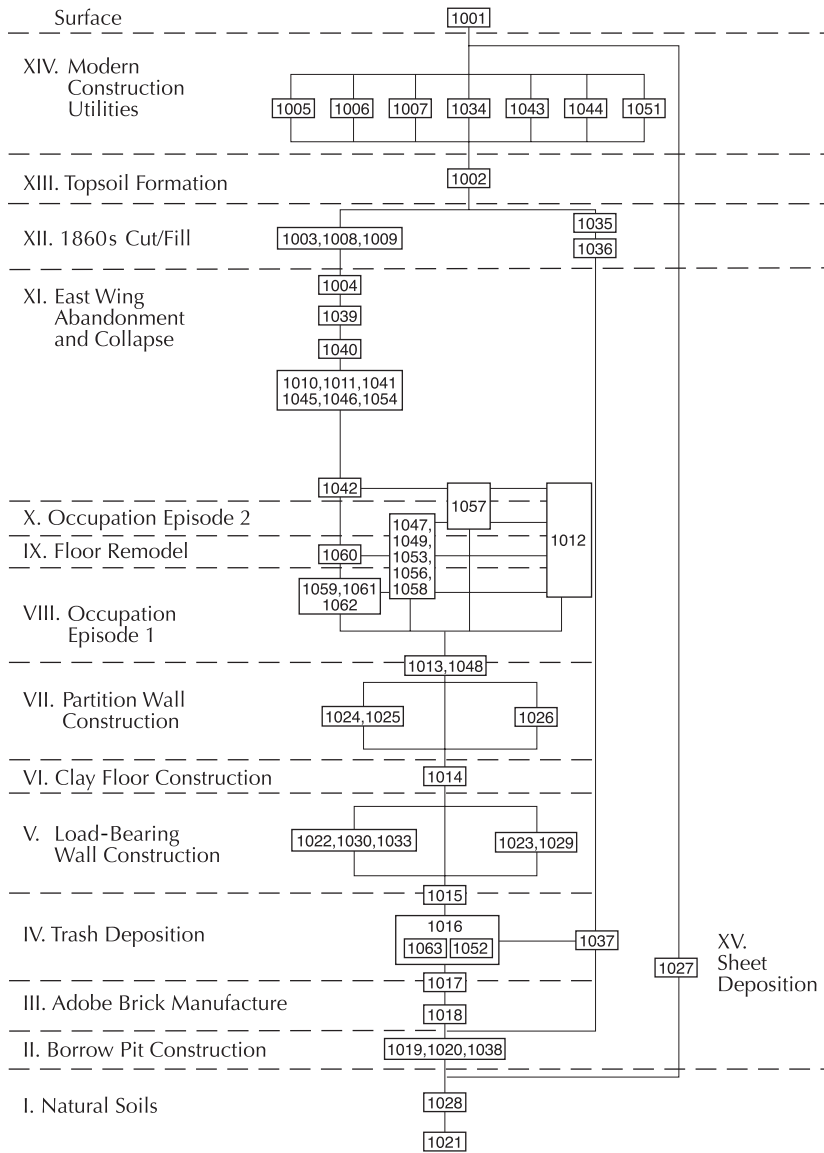 Surface
1001
XIV. Modern
Construction
Utilities
1005
1006
1007
1034
1043
1044
1051
XIII. Topsoil Formation
1002
XII. 1860s Cut/Fill
1003,1008,1009
1035
1036
XI. East Wing
Abandonment
and Collapse
1004
1039
1040
1010,1011,1041
1045,1046,1054
1042
1057
X. Occupation Episode 2
1047,
1049,
1053,
1056,
1058
1012
IX. Floor Remodel
1060
1059,1061
1062
VIII. Occupation
Episode 1
1013,1048
VII. Partition Wall
Construction
1024,1025
1026
VI. Clay Floor Construction
1014
V. Load-Bearing
Wall Construction
1022,1030,1033
1023,1029
1015
IV. Trash Deposition
1016
1063
1052
1037
XV.
Sheet
Deposition
1027
1017
III. Adobe Brick Manufacture
1018
II. Borrow Pit Construction
1019,1020,1038
I. Natural Soils
1028
1021